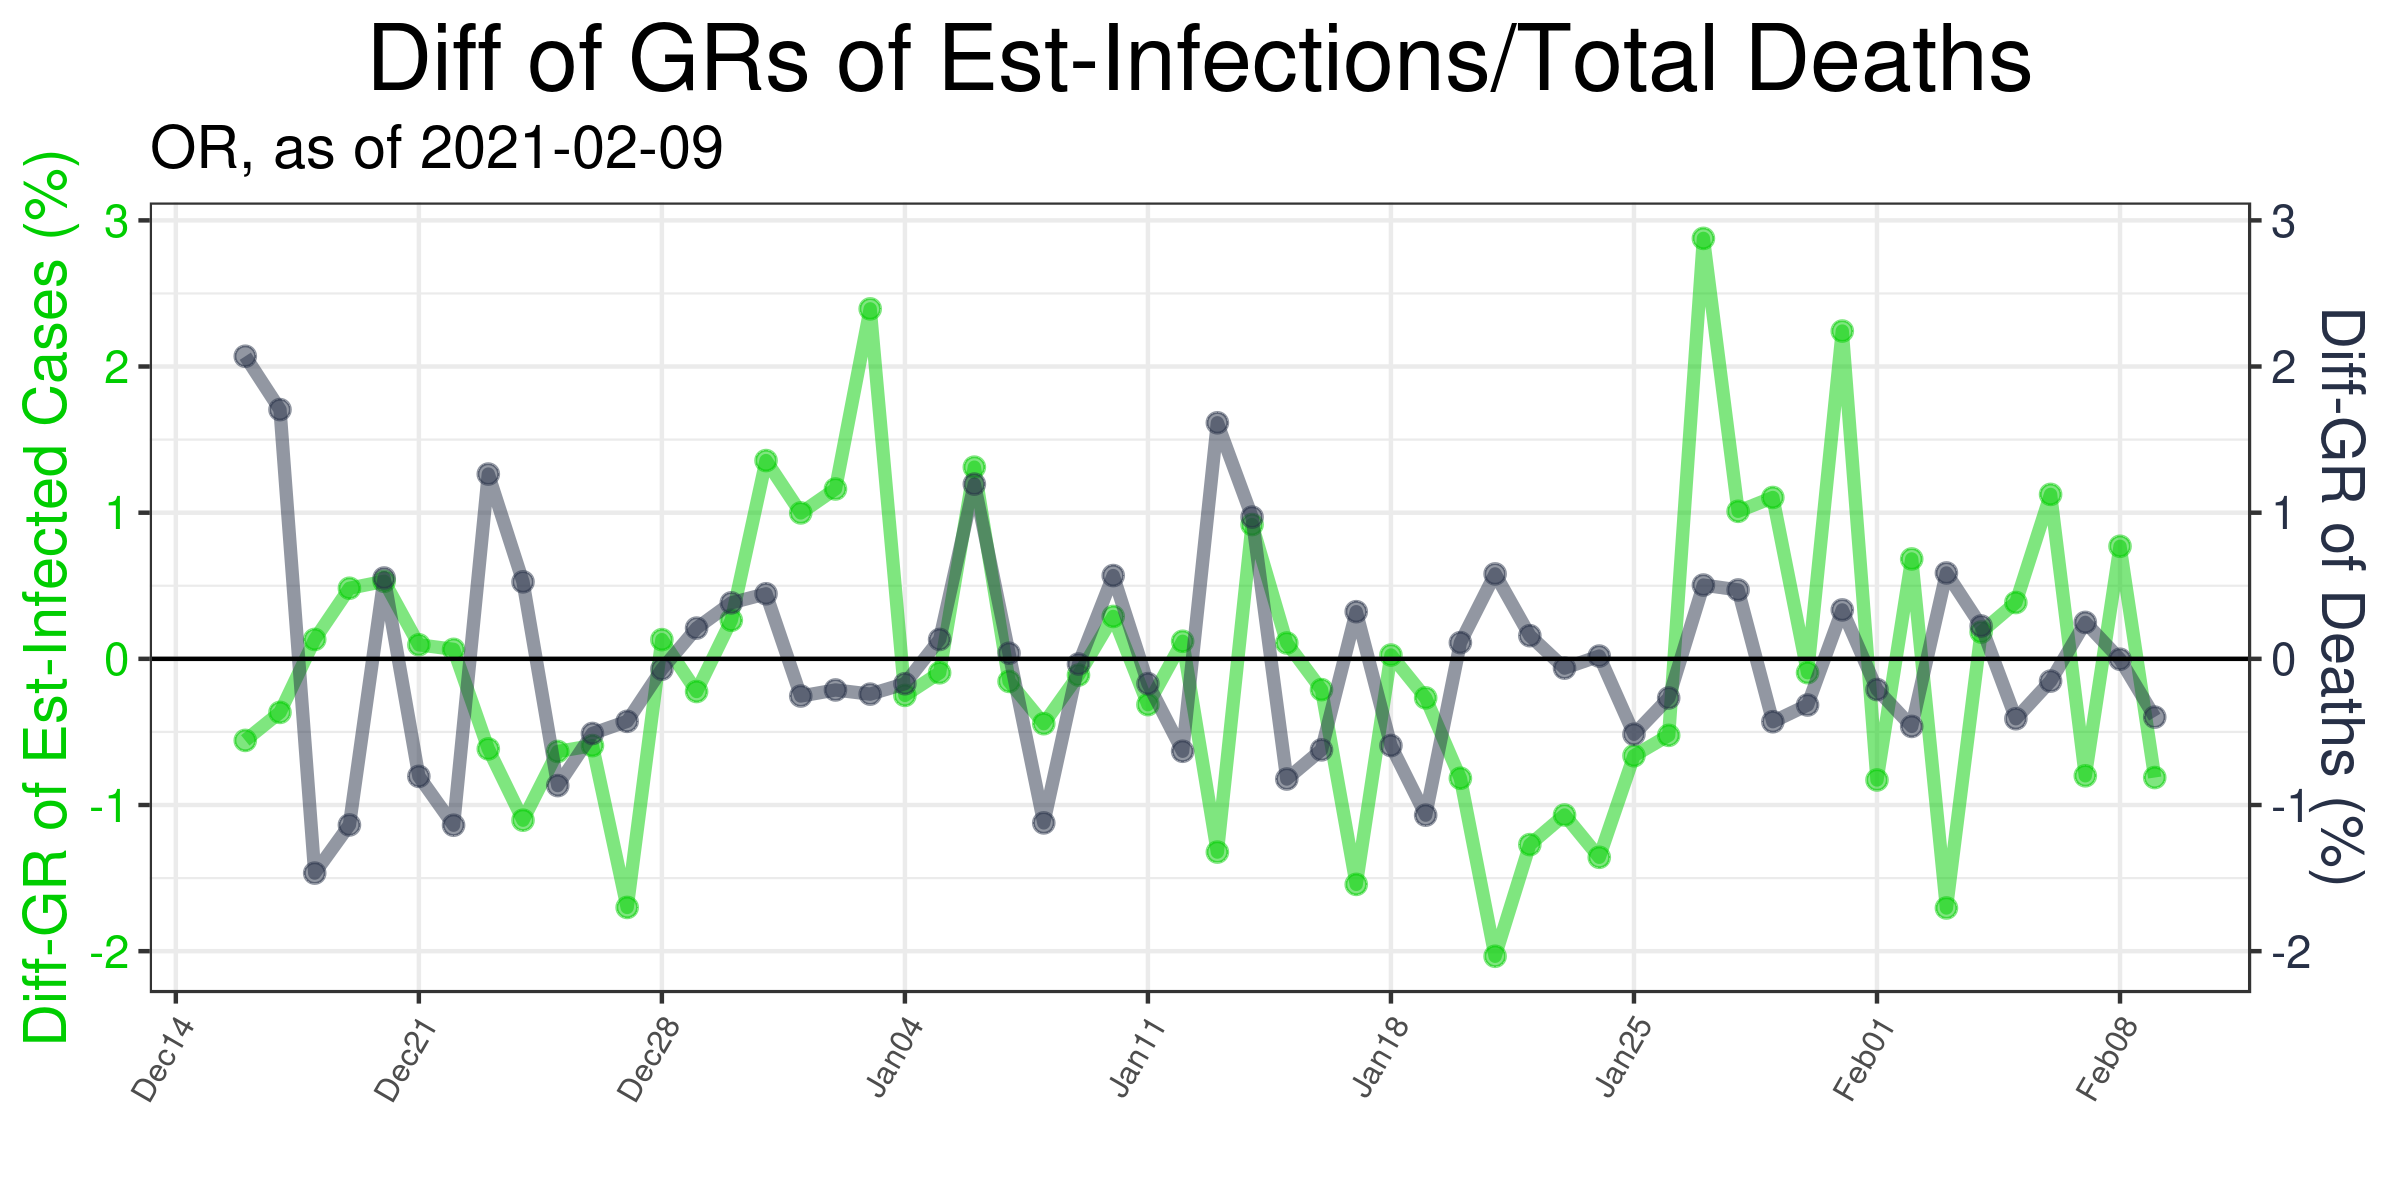 Diff of GRs of Est-Infections/Total Deaths
OR, as of 2021-02-09
Diff-GR of Est-Infected Cases (%)
3
2
1
0
-1
-2
3
2
1
0
-1
-2
Diff-GR of Deaths (%)
Dec14
Dec21
Dec28
Jan04
Jan11
Jan18
Jan25
Feb01
Feb08